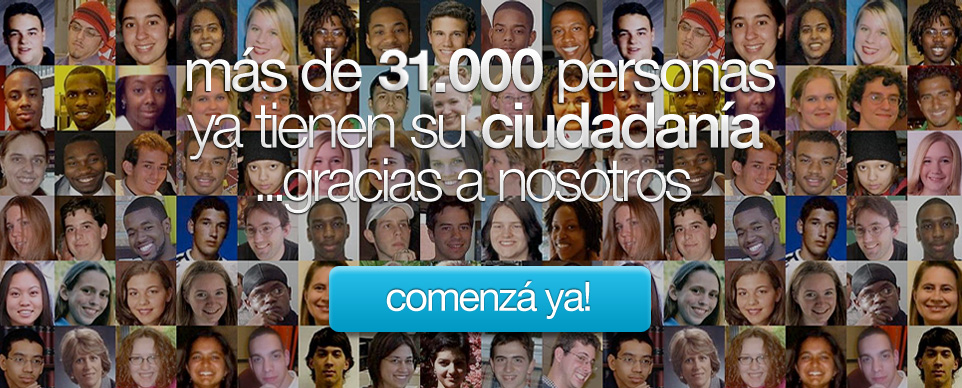 más de 31.000 personas
ya tienen su ciudadanía
...gracias a nosotros
comenzá ya!